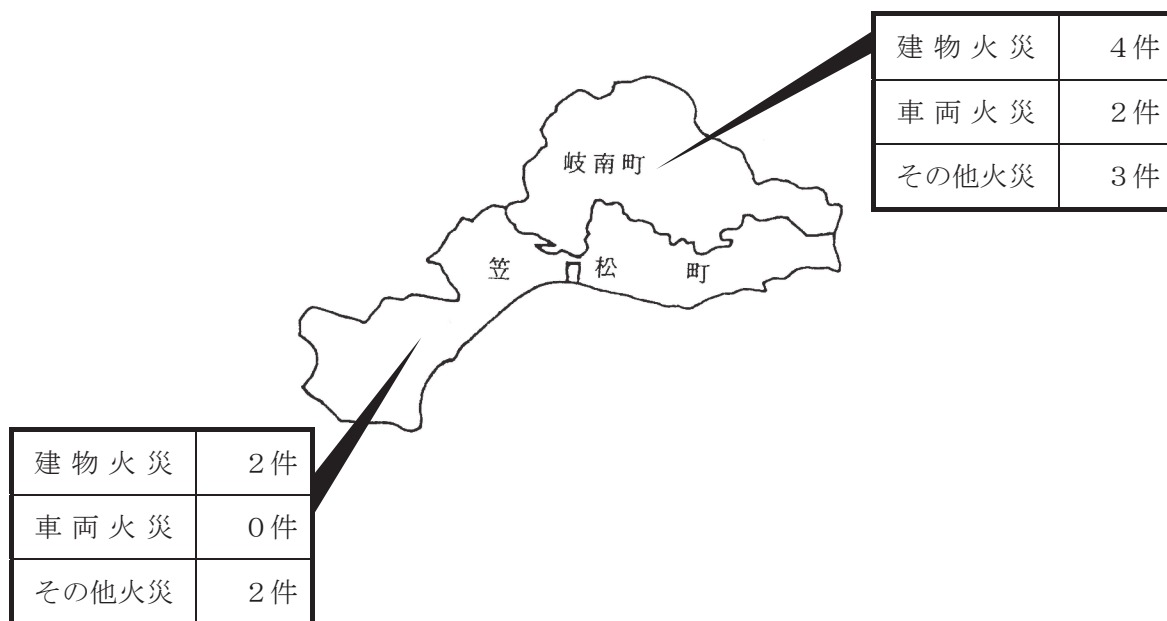 建物火災 4件
車両火災 2件
その他火災 3件
岐南町
笠松町
建物火災 2件
車両火災 0件
その他火災 2件